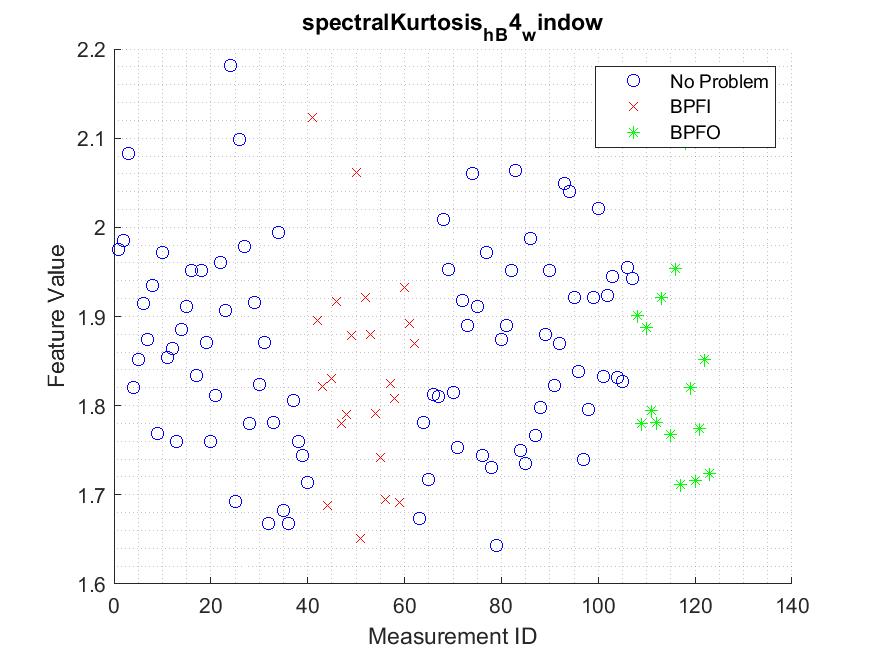 spectralKurtosis_hB4_window
No Problem
BPFI
BPFO
2.2
2.1
2
1.9
1.8
1.7
1.6
Feature Value
0 20 40 60 80 100 120 140
Measurement ID